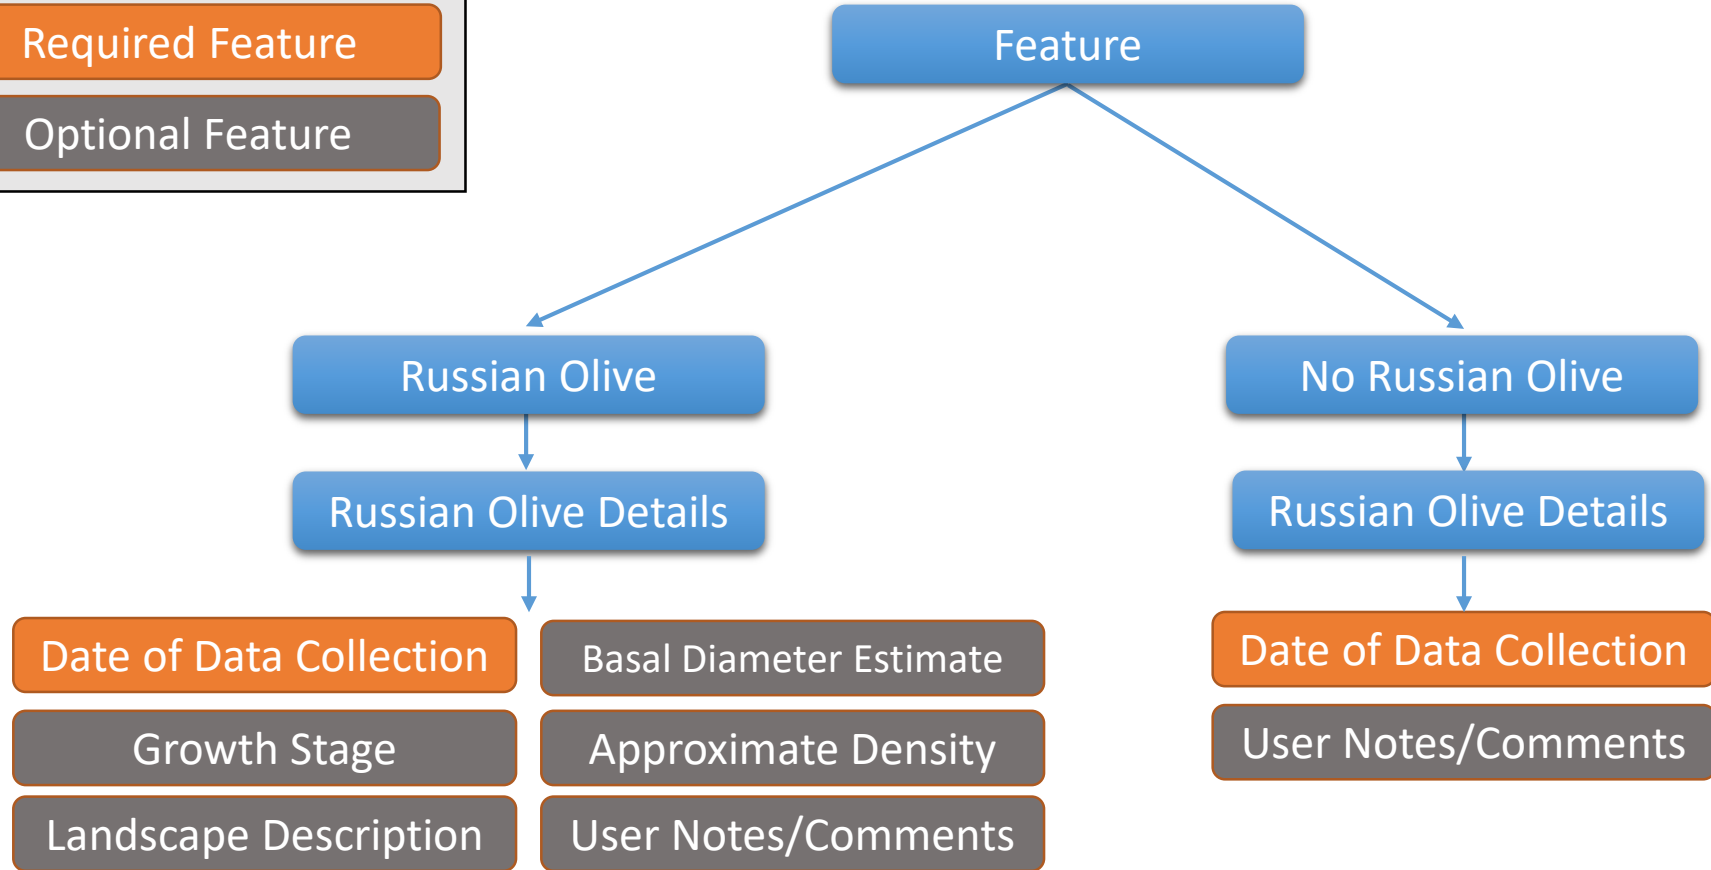 Required Feature
Optional Feature
Feature
Russian Olive
No Russian Olive
Russian Olive Details
Russian Olive Details
Date of Data Collection
Basal Diameter Estimate
Growth Stage
Approximate Density
Landscape Description
User Notes/Comments
Date of Data Collection
User Notes/Comments